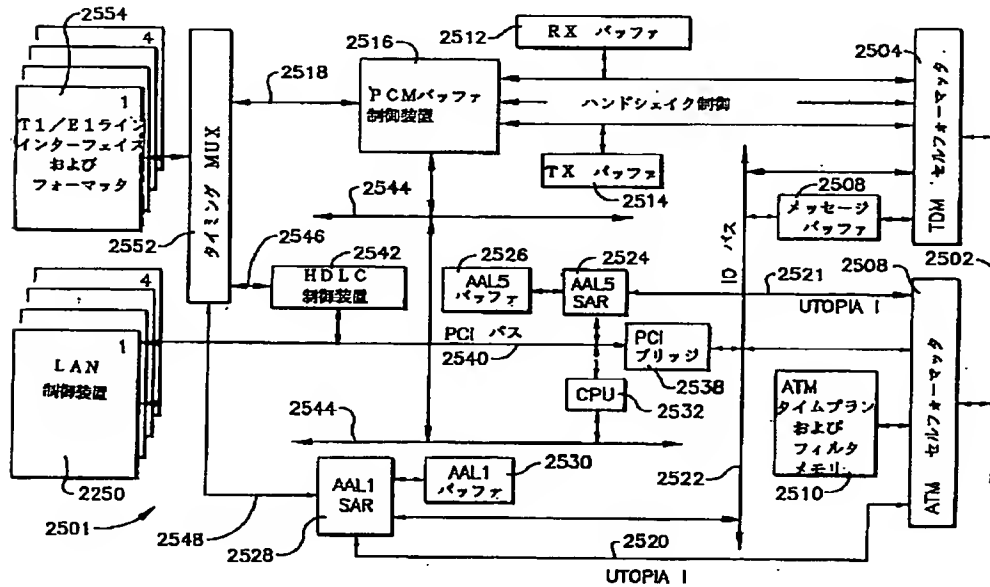 2554
4
1
T1/E1ライン
インターフェイス
および
フォーマッタ
2552
タイミング MUX
2518
2516
PCMバッファ
制御装置
2512
RX バッファ
ハンドシェイク制御
TX バッファ
2514
2504
TDM セルフォーマッタ
2508
メッセージ
バッファ
IO バス
2502
2544
2546
2542
HDLC
制御装置
2526
AAL5
バッファ
2524
AAL5
SAR
2521
UTOPIA I
2508
ATM セルフォーマッタ
4
1
LAN
制御装置
2250
2501
PCI バス
2540
PCI
ブリッジ
2538
CPU
2532
ATM
タイムプラン
および
フィルタ
メモリ
2510
2544
2522
2548
AAL1
SAR
2528
AAL1
バッファ
2530
2520
UTOPIA I